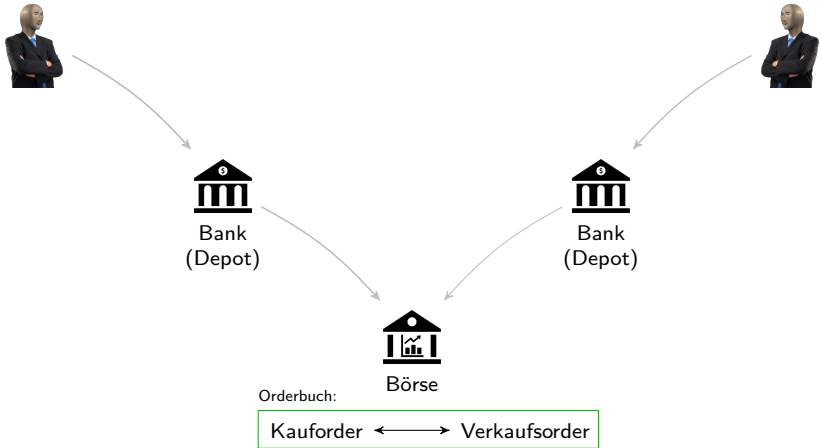 Bank
(Depot)
Bank
(Depot)
Börse
Orderbuch:
Kauforder Verkaufsorder